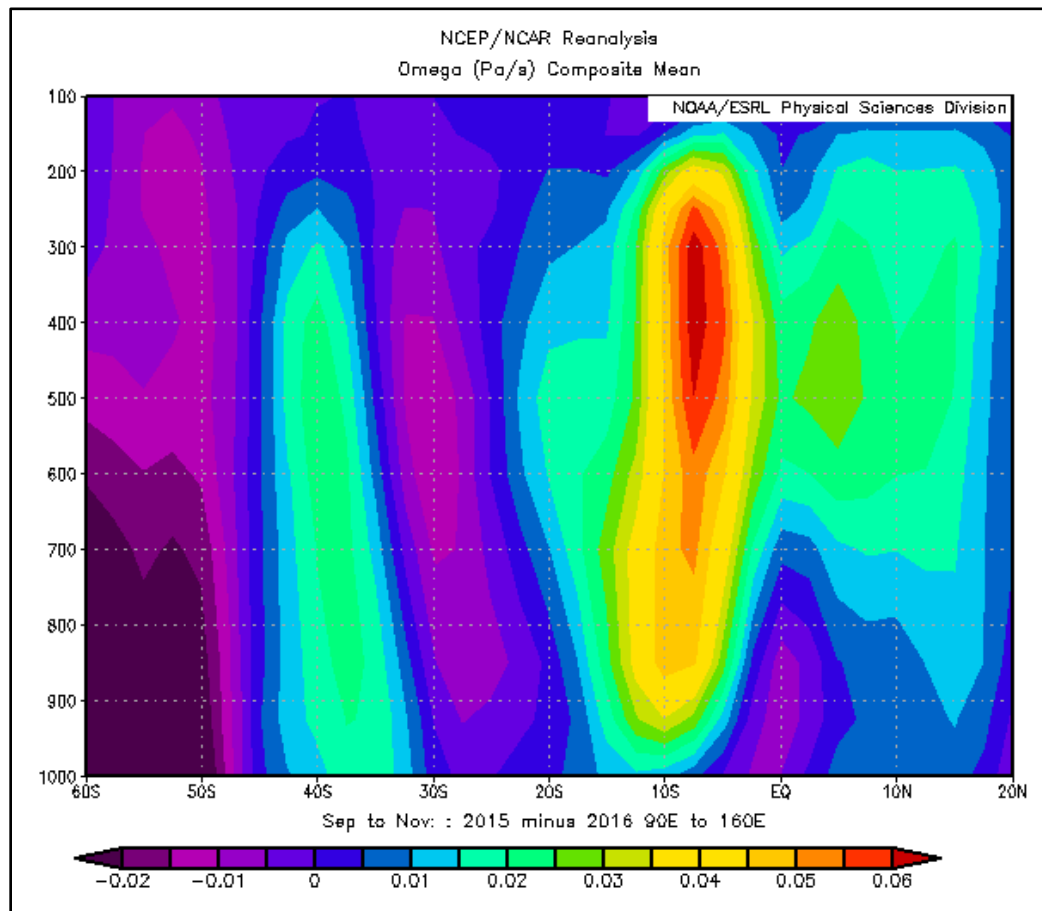 NCEP/NCAR Reanalysis
Omega (Pa/s) Composite Mean
NOAA/ESRL Physical Sciences Division
100
200
300
400
500
600
700
800
900
1000
60S 50S 40S 30S 20S 10S EQ 10N 20N
Sep to Nov: : 2015 minus 2016 90E to 160E
-0.02 -0.01 0 0.01 0.02 0.03 0.04 0.05 0.06